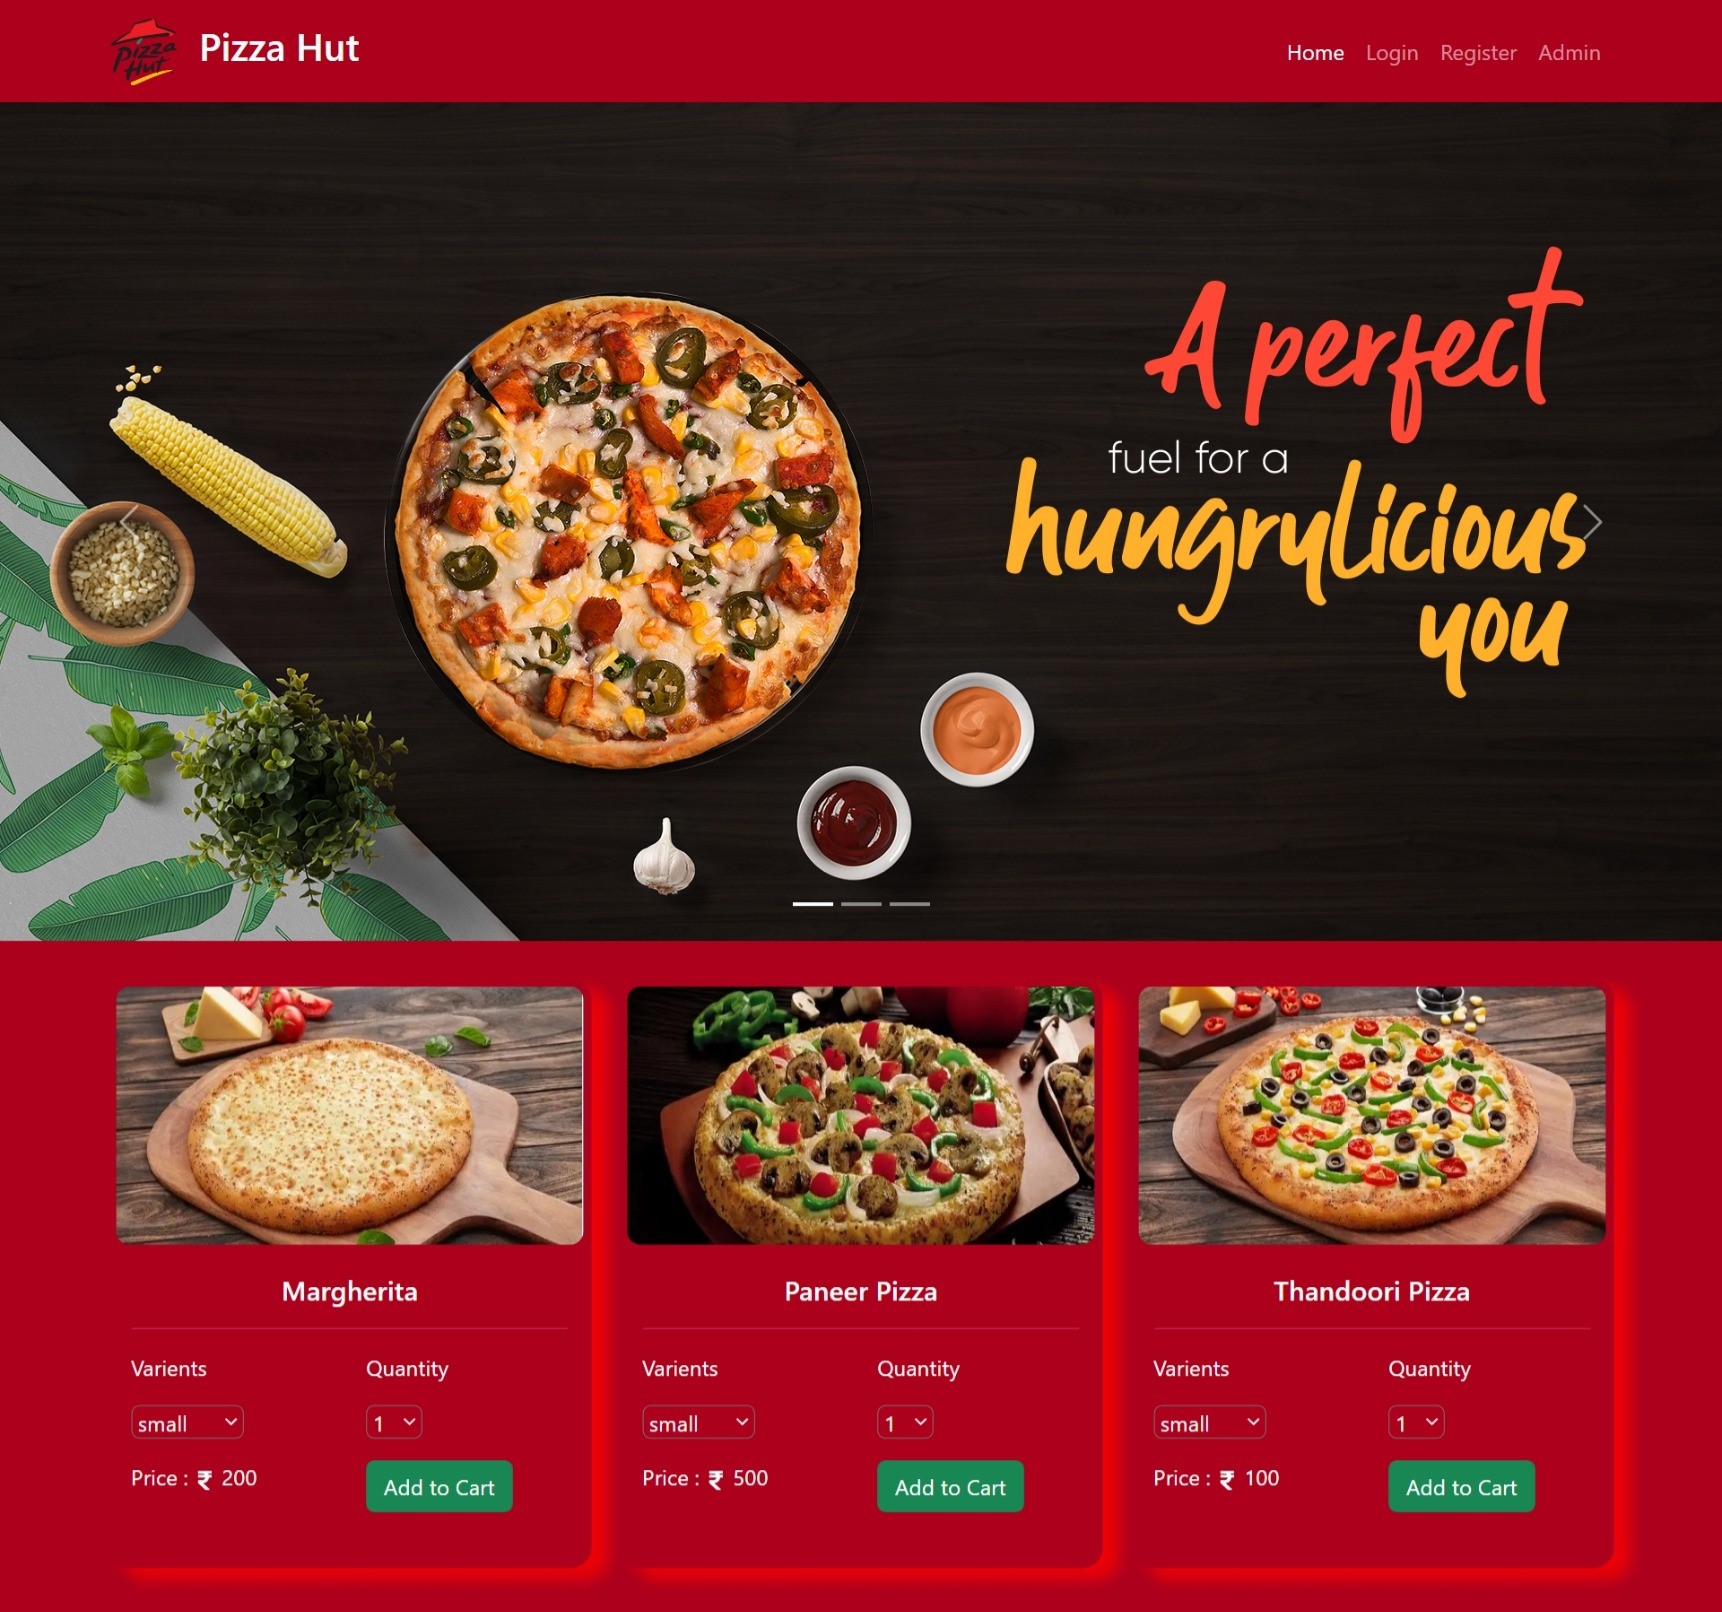 Pizza Hut
Pizza Hut
Home Login Register Admin
A perfect
fuel for a
hungrylicious
you
Margherita
Varients Quantity
small 1
Price : ₹ 200 Add to Cart
Paneer Pizza
Varients Quantity
small 1
Price : ₹ 500 Add to Cart
Thandoori Pizza
Varients Quantity
small 1
Price : ₹ 100 Add to Cart